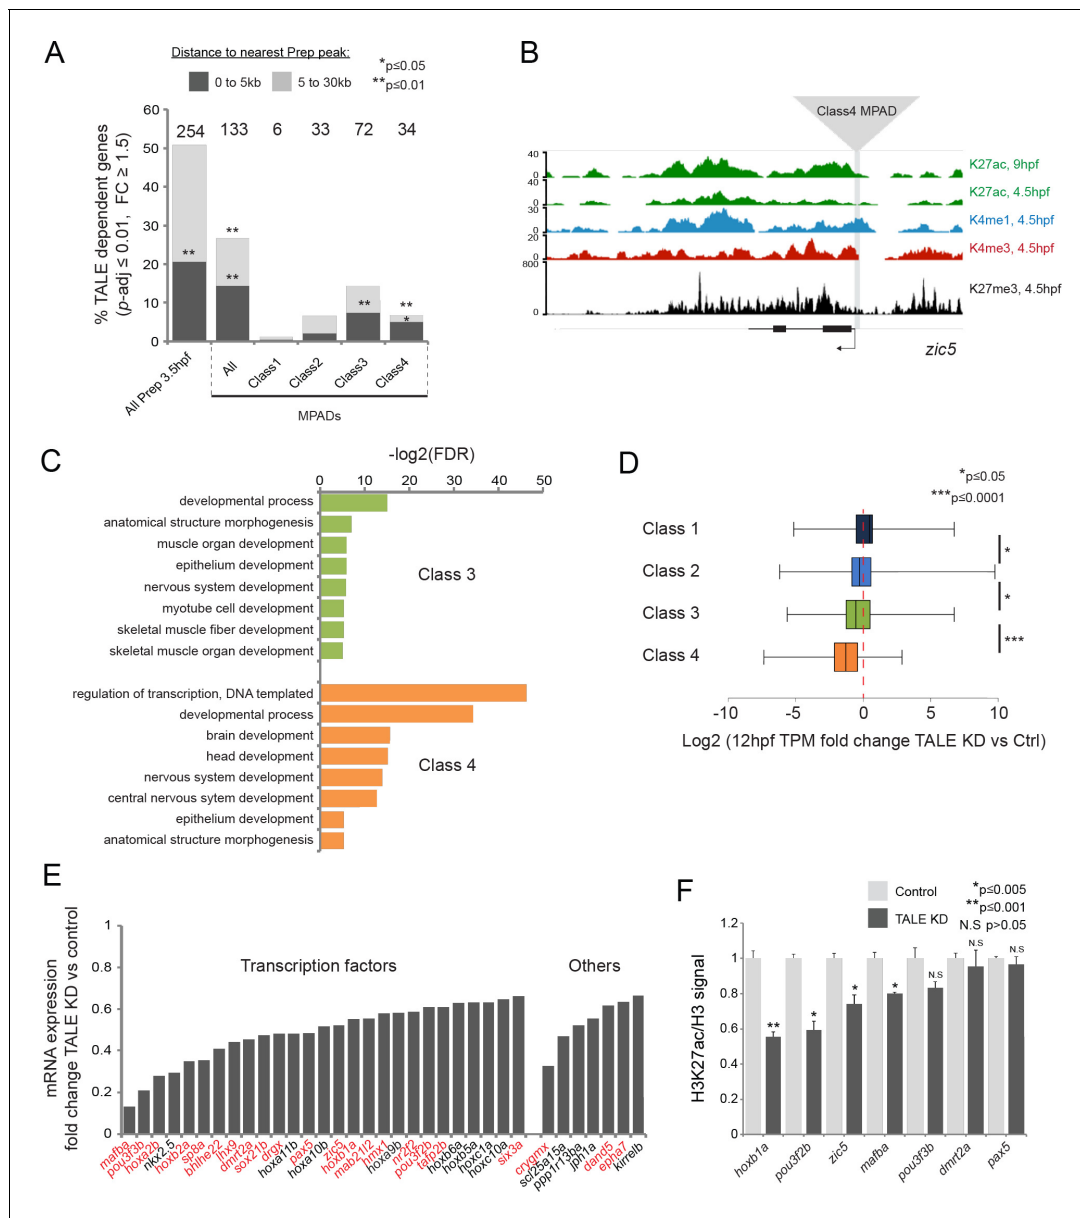 A
Distance to nearest Prep peak:
0 to 5kb
5 to 30kb
*p≤0.05
**p≤0.01
% TALE dependent genes
(p-adj ≤ 0.01, FC ≥ 1.5)
60
50
40
30
20
10
0
254 133 6 33 72 34
**
**
**
**
**
*
All Prep 3.5hpf
All
Class1
Class2
Class3
Class4
MPADs
B
Class4 MPAD
40
0
K27ac, 9hpf
40
0
K27ac, 4.5hpf
30
0
K4me1, 4.5hpf
20
0
K4me3, 4.5hpf
800
0
K27me3, 4.5hpf
zic5
C
-log2(FDR)
0 10 20 30 40 50
developmental process
anatomical structure morphogenesis
muscle organ development
epithelium development
nervous system development
myotube cell development
skeletal muscle fiber development
skeletal muscle organ development
Class 3
regulation of transcription, DNA templated
developmental process
brain development
head development
nervous system development
central nervous sytem development
epithelium development
anatomical structure morphogenesis
Class 4
D
*p≤0.05
***p≤0.0001
Class 1
Class 2
Class 3
Class 4
*
*
***
-10 -5 0 5 10
Log2 (12hpf TPM fold change TALE KD vs Ctrl)
E
mRNA expression
fold change TALE KD vs control
1
0.8
0.6
0.4
0.2
0
Transcription factors
Others
mafba
pou3f3b
hoxa2b
nkx2.5
hoxb2a
sp8a
bhlhe22
lhx9
dmrt2a
sox21b
drgx
hoxa11b
pax5
hoxa10b
zic5
hoxb1a
mab21l2
hmx1
hoxa9b
nr2f2
pou3f2b
tafp2b
hoxb6a
hoxb5a
hoxc1a
hoxc10a
six3a
crygmx
scl25a15a
ppp1r13ba
jph1a
dand5
epha7
kirrelb
F
Control
TALE KD
*p≤0.005
**p≤0.001
N.S p>0.05
H3K27ac/H3 signal
1.2
1
0.8
0.6
0.4
0.2
0
**
*
*
*
N.S
N.S
N.S
hoxb1a
pou3f2b
zic5
mafba
pou3f3b
dmrt2a
pax5